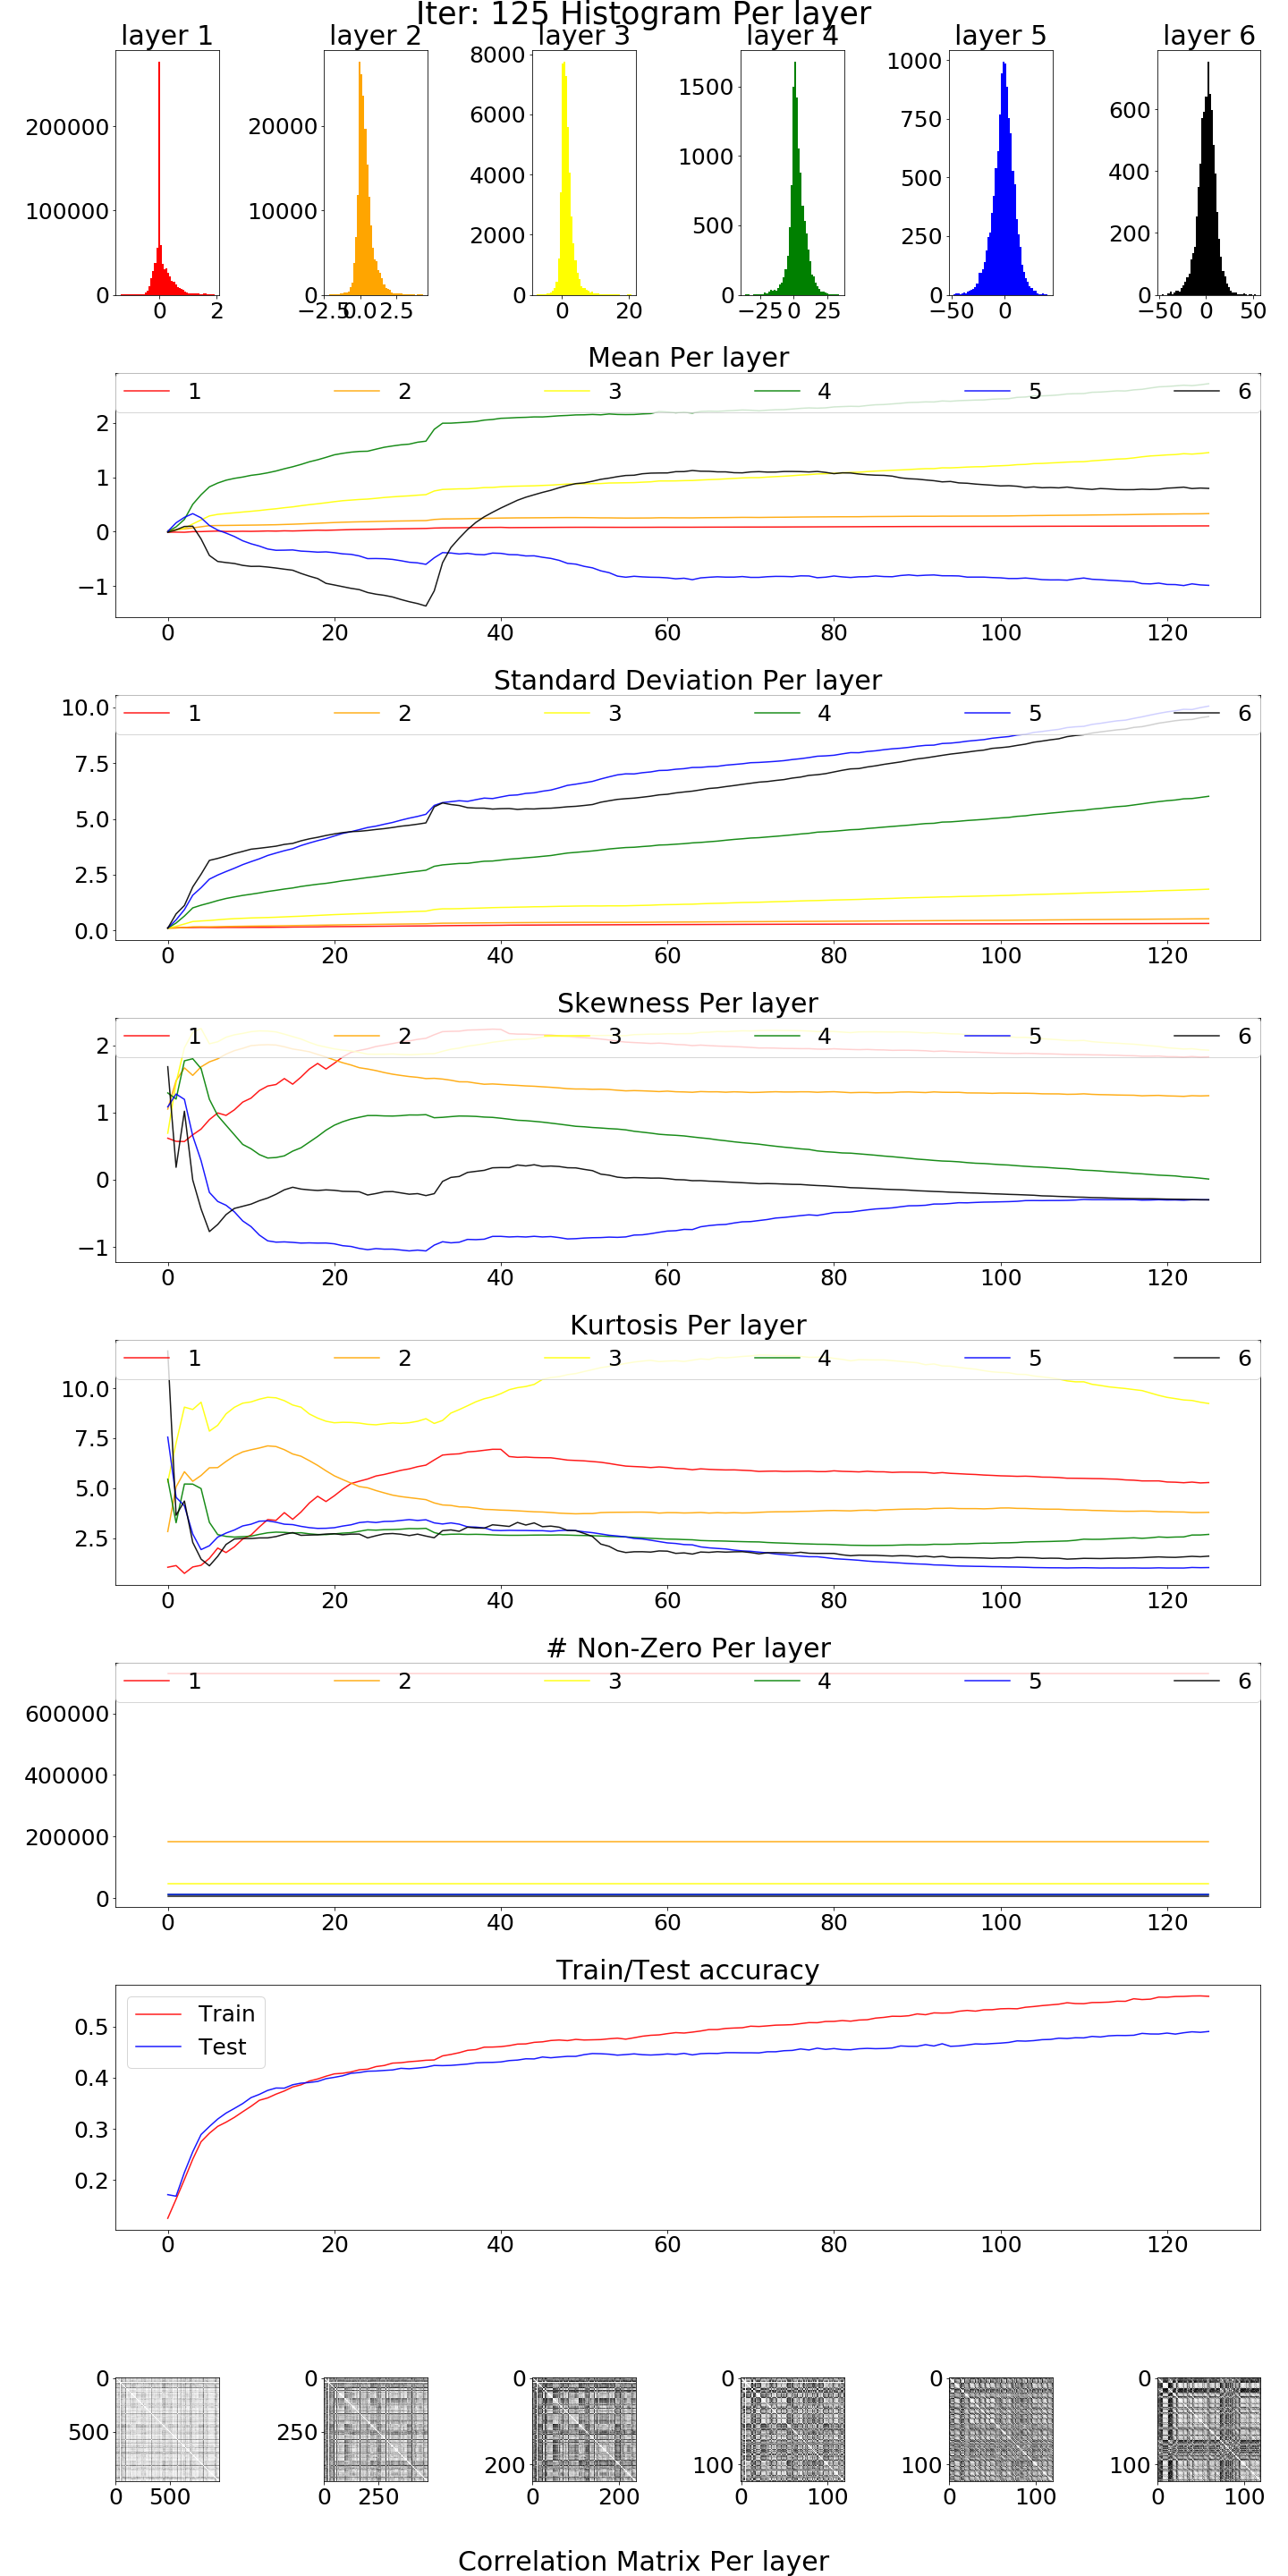 Iter: 125 Histogram Per layer
layer 1 layer 2 layer 3 layer 4 layer 5 layer 6
200000 100000 0 0 2
20000 10000 0 −2.5 0.0 2.5
8000 6000 4000 2000 0 0 20
1500 1000 500 0 −25 0 25
1000 750 500 250 0 −50 0
600 400 200 0 −50 0 50
Mean Per layer
1 2 3 4 5 6
2
1
0
−1
0 20 40 60 80 100 120
Standard Deviation Per layer
10.0
1 2 3 4 5 6
7.5
5.0
2.5
0.0
0 20 40 60 80 100 120
Skewness Per layer
1 2 3 4 5 6
2
1
0
−1
0 20 40 60 80 100 120
Kurtosis Per layer
1 2 3 4 5 6
10.0
7.5
5.0
2.5
0 20 40 60 80 100 120
# Non-Zero Per layer
1 2 3 4 5 6
600000
400000
200000
0
0 20 40 60 80 100 120
Train/Test accuracy
Train
Test
0.5
0.4
0.3
0.2
0 20 40 60 80 100 120
0 500 0 500
0 250 0 250
0 200 0 200
0 100 0 100
0 100 0 100
0 100 0 100
Correlation Matrix Per layer